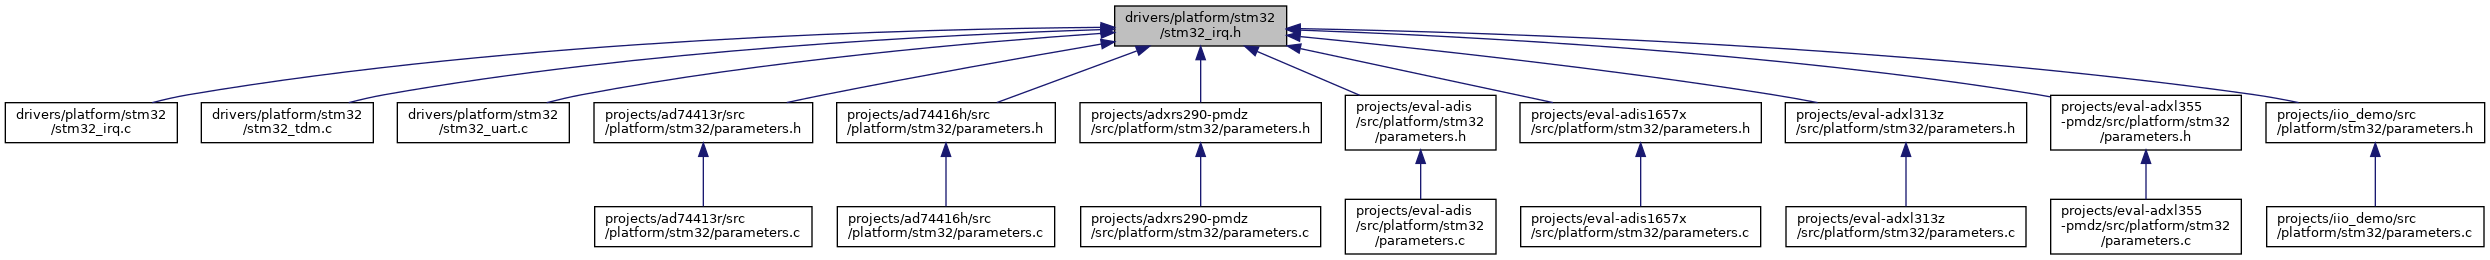 drivers/platform/stm32
/stm32_irq.h
drivers/platform/stm32
/stm32_irq.c
drivers/platform/stm32
/stm32_tdm.c
drivers/platform/stm32
/stm32_uart.c
projects/ad74413r/src
/platform/stm32/parameters.h
projects/ad74416h/src
/platform/stm32/parameters.h
projects/adxrs290-pmdz
/src/platform/stm32/parameters.h
projects/eval-adis
/src/platform/stm32
/parameters.h
projects/eval-adis1657x
/src/platform/stm32/parameters.h
projects/eval-adxl313z
/src/platform/stm32/parameters.h
projects/eval-adxl355
-pmdz/src/platform/stm32
/parameters.h
projects/iio_demo/src
/platform/stm32/parameters.h
projects/ad74413r/src
/platform/stm32/parameters.c
projects/ad74416h/src
/platform/stm32/parameters.c
projects/adxrs290-pmdz
/src/platform/stm32/parameters.c
projects/eval-adis
/src/platform/stm32
/parameters.c
projects/eval-adis1657x
/src/platform/stm32/parameters.c
projects/eval-adxl313z
/src/platform/stm32/parameters.c
projects/eval-adxl355
-pmdz/src/platform/stm32
/parameters.c
projects/iio_demo/src
/platform/stm32/parameters.c